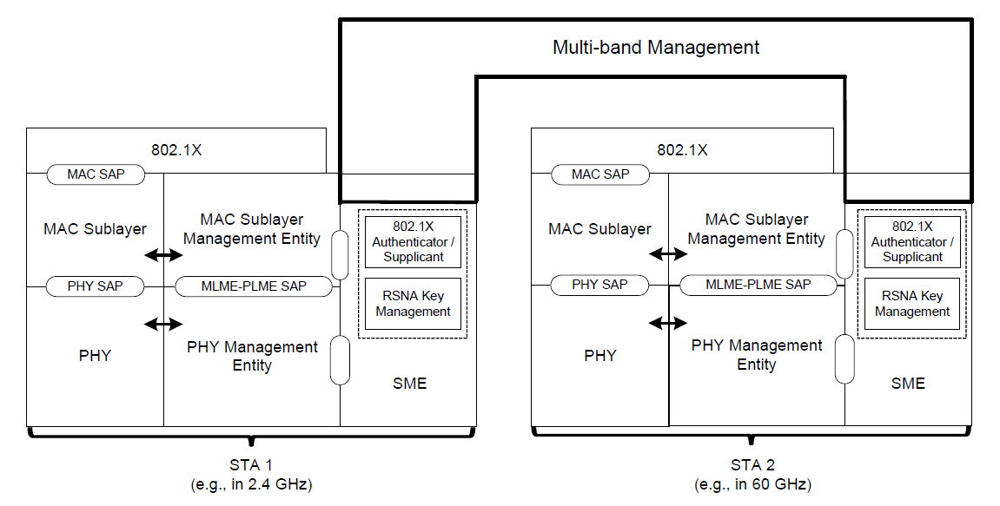 Multi-band Management
802.1X
MAC SAP
MAC Sublayer
MAC Sublayer
Management Entity
802.1X
Authenticator /
Supplicant
PHY SAP
MLME-PLME SAP
RSNA Key
Management
PHY
PHY Management
Entity
SME
STA 1
(e.g., in 2.4 GHz)
802.1X
MAC SAP
MAC Sublayer
MAC Sublayer
Management Entity
802.1X
Authenticator /
Supplicant
PHY SAP
MLME-PLME SAP
RSNA Key
Management
PHY
PHY Management
Entity
SME
STA 2
(e.g., in 60 GHz)